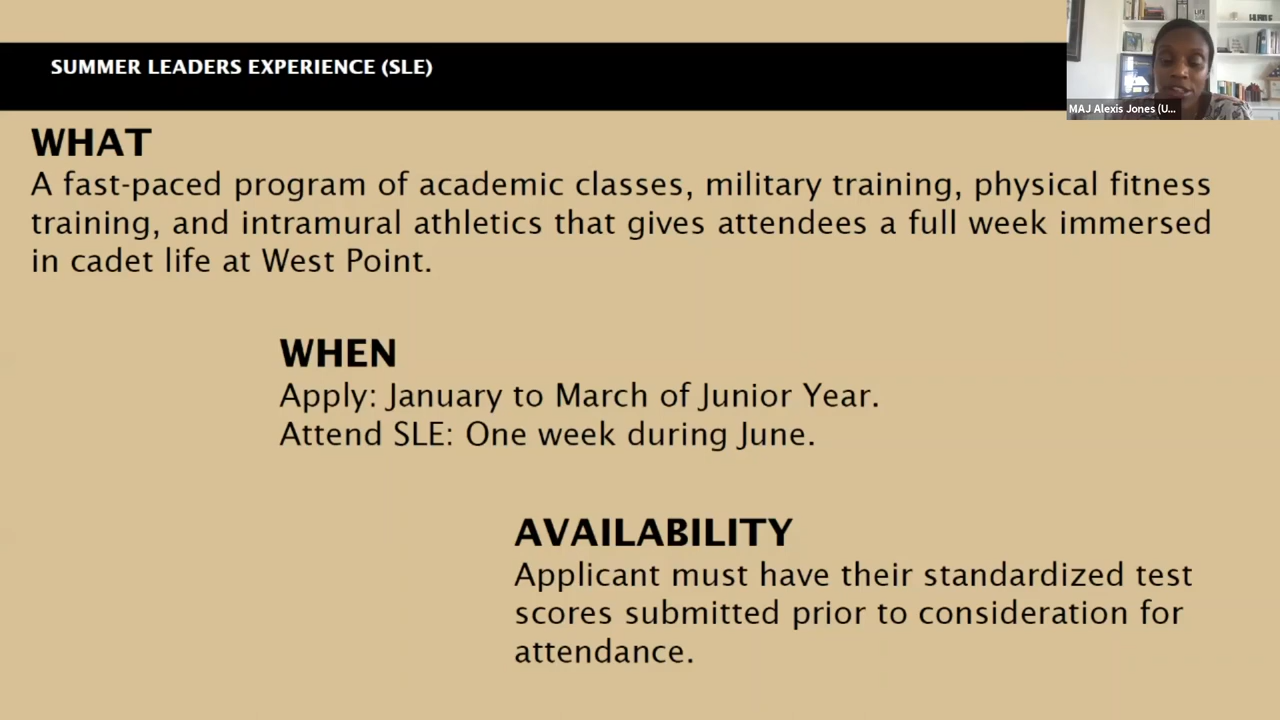 SUMMER LEADERS EXPERIENCE (SLE)
MAJ Alexis Jones (U...
WHAT
A fast-paced program of academic classes, military training, physical fitness
training, and intramural athletics that gives attendees a full week immersed
in cadet life at West Point.
WHEN
Apply: January to March of Junior Year.
Attend SLE: One week during June.
AVAILABILITY
Applicant must have their standardized test
scores submitted prior to consideration for
attendance.